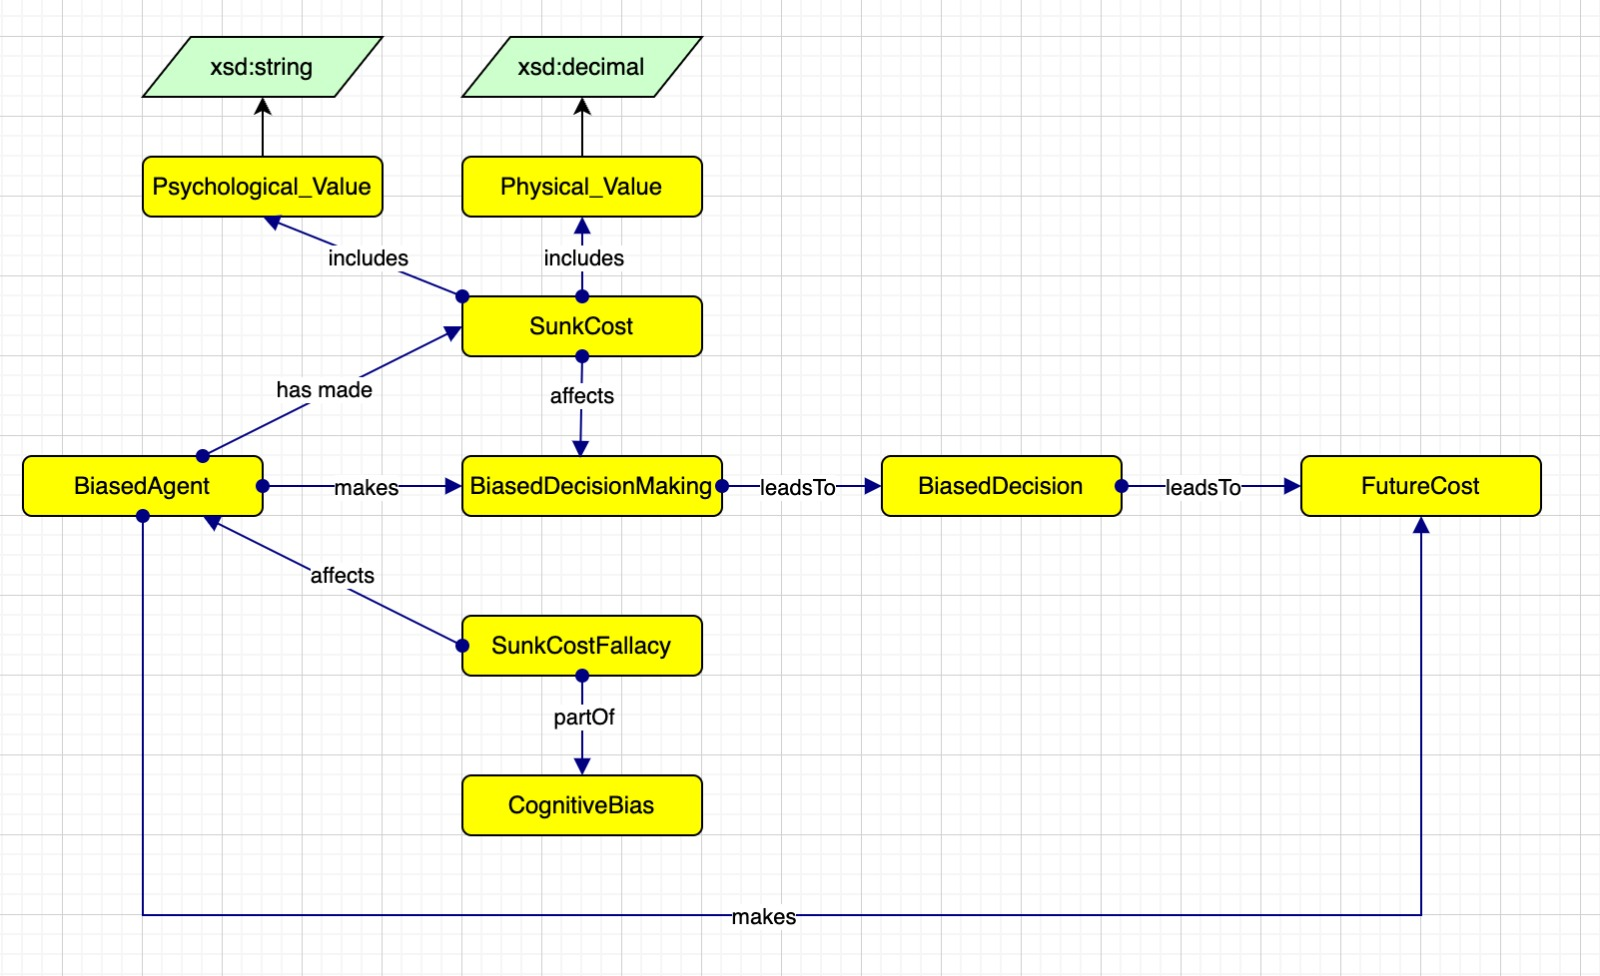 xsd:string
xsd:decimal
Psychological_Value
Physical_Value
includes
includes
SunkCost
has made
affects
BiasedAgent
makes
BiasedDecisionMaking
leadsTo
BiasedDecision
leadsTo
FutureCost
affects
SunkCostFallacy
partOf
CognitiveBias
makes